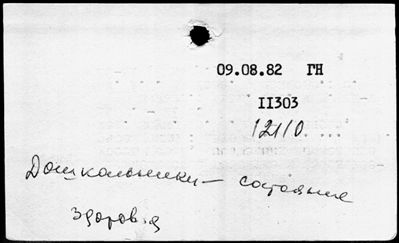 09.08.82 ГН
II303
12110
Дошкольники – состояние
здоровья